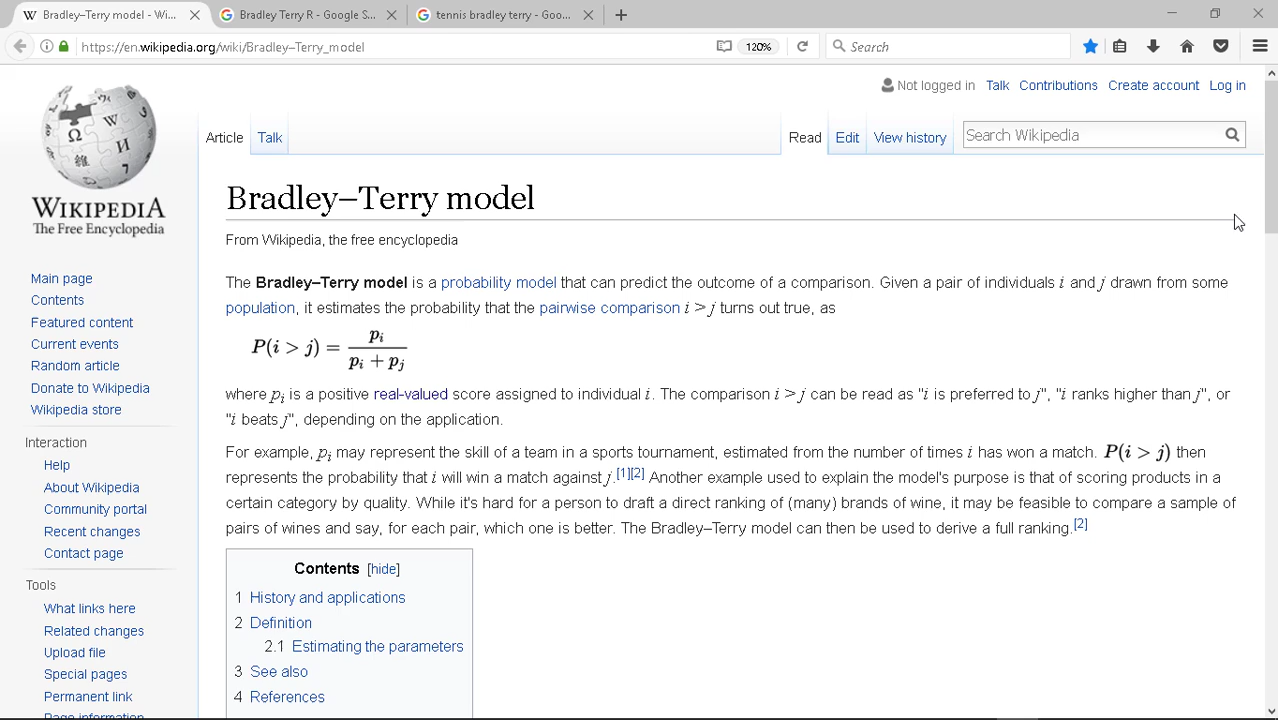 Bradley–Terry model - Wi...
Bradley Terry R - Google S...
tennis bradley terry - Goo...
https://en.wikipedia.org/wiki/Bradley–Terry_model
120%
Search
Not logged in Talk Contributions Create account Log in
Article Talk
Read Edit View history
Search Wikipedia
WIKIPEDIA
The Free Encyclopedia
Main page
Contents
Featured content
Current events
Random article
Donate to Wikipedia
Wikipedia store
Interaction
Help
About Wikipedia
Community portal
Recent changes
Contact page
Tools
What links here
Related changes
Upload file
Special pages
Permanent link
Page information
Bradley–Terry model
From Wikipedia, the free encyclopedia
The Bradley–Terry model is a probability model that can predict the outcome of a comparison. Given a pair of individuals i and j drawn from some
population, it estimates the probability that the pairwise comparison i > j turns out true, as
P(i > j) = p_i / (p_i + p_j)
where p_i is a positive real-valued score assigned to individual i. The comparison i > j can be read as "i is preferred to j", "i ranks higher than j", or
"i beats j", depending on the application.
For example, p_i may represent the skill of a team in a sports tournament, estimated from the number of times i has won a match. P(i > j) then
represents the probability that i will win a match against j.[1][2] Another example used to explain the model's purpose is that of scoring products in a
certain category by quality. While it's hard for a person to draft a direct ranking of (many) brands of wine, it may be feasible to compare a sample of
pairs of wines and say, for each pair, which one is better. The Bradley–Terry model can then be used to derive a full ranking.[2]
Contents [hide]
1 History and applications
2 Definition
2.1 Estimating the parameters
3 See also
4 References